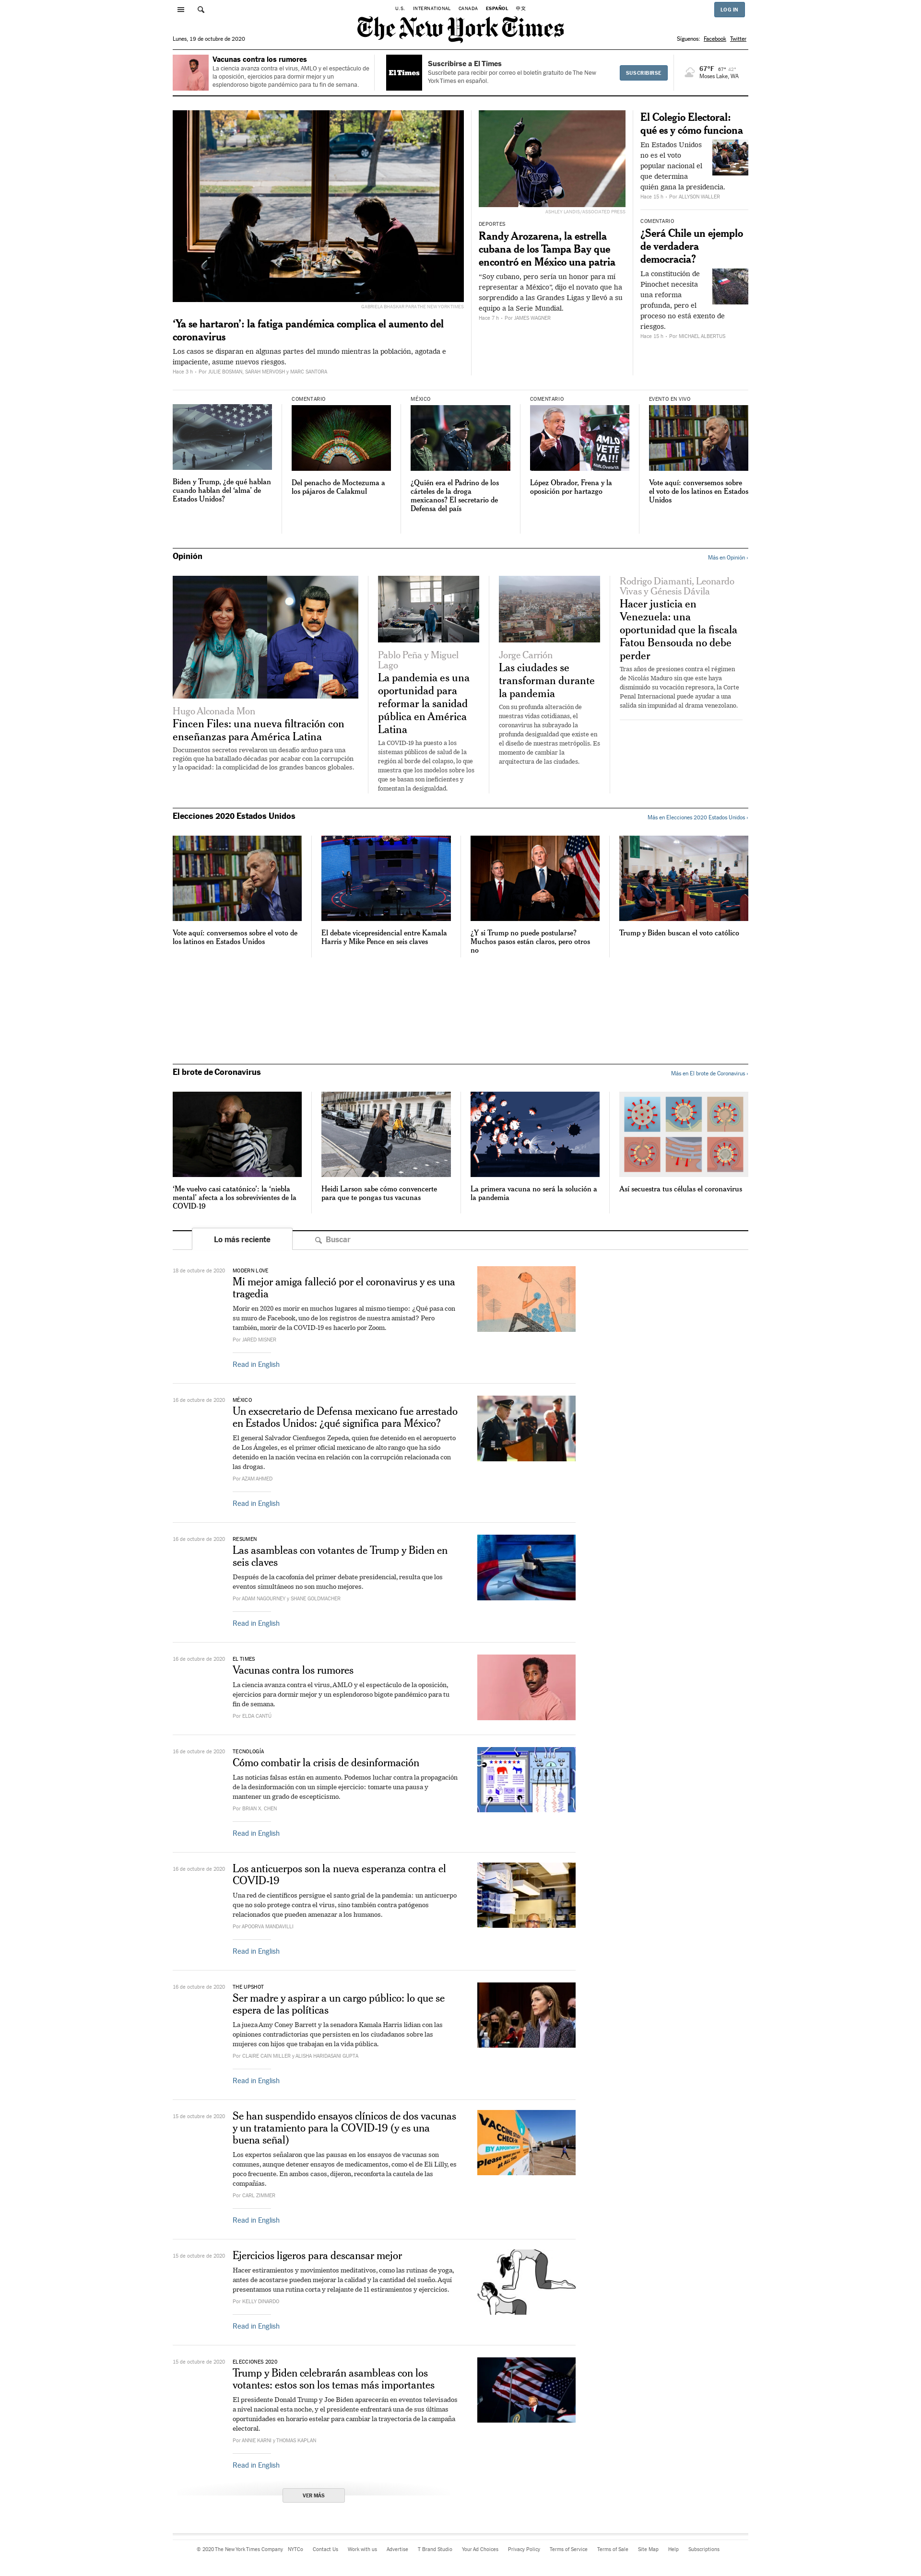 U.S. INTERNATIONAL CANADA ESPAÑOL 中文
LOG IN
The New York Times
Lunes, 19 de octubre de 2020
Síguenos: Facebook Twitter
Vacunas contra los rumores
La ciencia avanza contra el virus, AMLO y el espectáculo de
la oposición, ejercicios para dormir mejor y un
esplendoroso bigote pandémico para tu fin de semana.
El Times
Suscribirse a El Times
Suscríbete para recibir por correo el boletín gratuito de The New
York Times en español.
SUSCRIBIRSE
67°F 67° 42°
Moses Lake, WA
GABRIELA BHASKAR PARA THE NEW YORK TIMES
‘Ya se hartaron’: la fatiga pandémica complica el aumento del
coronavirus
Los casos se disparan en algunas partes del mundo mientras la población, agotada e
impaciente, asume nuevos riesgos.
Hace 3 h - Por JULIE BOSMAN, SARAH MERVOSH y MARC SANTORA
ASHLEY LANDIS/ASSOCIATED PRESS
DEPORTES
Randy Arozarena, la estrella
cubana de los Tampa Bay que
encontró en México una patria
“Soy cubano, pero sería un honor para mí
representar a México”, dijo el novato que ha
sorprendido a las Grandes Ligas y llevó a su
equipo a la Serie Mundial.
Hace 7 h - Por JAMES WAGNER
El Colegio Electoral:
qué es y cómo funciona
En Estados Unidos
no es el voto
popular nacional el
que determina
quién gana la presidencia.
Hace 15 h - Por ALLYSON WALLER
COMENTARIO
¿Será Chile un ejemplo
de verdadera
democracia?
La constitución de
Pinochet necesita
una reforma
profunda, pero el
proceso no está exento de
riesgos.
Hace 15 h - Por MICHAEL ALBERTUS
Biden y Trump, ¿de qué hablan
cuando hablan del ‘alma’ de
Estados Unidos?
COMENTARIO
Del penacho de Moctezuma a
los pájaros de Calakmul
MÉXICO
¿Quién era el Padrino de los
cárteles de la droga
mexicanos? El secretario de
Defensa del país
COMENTARIO
AMLO
VETE
YA!!!
López Obrador, Frena y la
oposición por hartazgo
EVENTO EN VIVO
Vote aquí: conversemos sobre
el voto de los latinos en Estados
Unidos
Opinión
Más en Opinión ›
Hugo Alconada Mon
Fincen Files: una nueva filtración con
enseñanzas para América Latina
Documentos secretos revelaron un desafío arduo para una
región que ha batallado décadas por acabar con la corrupción
y la opacidad: la complicidad de los grandes bancos globales.
Pablo Peña y Miguel
Lago
La pandemia es una
oportunidad para
reformar la sanidad
pública en América
Latina
La COVID-19 ha puesto a los
sistemas públicos de salud de la
región al borde del colapso, lo que
muestra que los modelos sobre los
que se basan son ineficientes y
fomentan la desigualdad.
Jorge Carrión
Las ciudades se
transforman durante
la pandemia
Con su profunda alteración de
nuestras vidas cotidianas, el
coronavirus ha subrayado la
profunda desigualdad que existe en
el diseño de nuestras metrópolis. Es
momento de cambiar la
arquitectura de las ciudades.
Rodrigo Diamanti, Leonardo
Vivas y Génesis Dávila
Hacer justicia en
Venezuela: una
oportunidad que la fiscala
Fatou Bensouda no debe
perder
Tras años de presiones contra el régimen
de Nicolás Maduro sin que este haya
disminuido su vocación represora, la Corte
Penal Internacional puede ayudar a una
salida sin impunidad al drama venezolano.
Elecciones 2020 Estados Unidos
Más en Elecciones 2020 Estados Unidos ›
Vote aquí: conversemos sobre el voto de
los latinos en Estados Unidos
El debate vicepresidencial entre Kamala
Harris y Mike Pence en seis claves
¿Y si Trump no puede postularse?
Muchos pasos están claros, pero otros
no
Trump y Biden buscan el voto católico
El brote de Coronavirus
Más en El brote de Coronavirus ›
‘Me vuelvo casi catatónico’: la ‘niebla
mental’ afecta a los sobrevivientes de la
COVID-19
Heidi Larson sabe cómo convencerte
para que te pongas tus vacunas
La primera vacuna no será la solución a
la pandemia
Así secuestra tus células el coronavirus
Lo más reciente
Buscar
18 de octubre de 2020
MODERN LOVE
Mi mejor amiga falleció por el coronavirus y es una
tragedia
Morir en 2020 es morir en muchos lugares al mismo tiempo: ¿Qué pasa con
su muro de Facebook, uno de los registros de nuestra amistad? Pero
también, morir de la COVID-19 es hacerlo por Zoom.
Por JARED MISNER
Read in English
16 de octubre de 2020
MÉXICO
Un exsecretario de Defensa mexicano fue arrestado
en Estados Unidos: ¿qué significa para México?
El general Salvador Cienfuegos Zepeda, quien fue detenido en el aeropuerto
de Los Ángeles, es el primer oficial mexicano de alto rango que ha sido
detenido en la nación vecina en relación con la corrupción relacionada con
las drogas.
Por AZAM AHMED
Read in English
16 de octubre de 2020
RESUMEN
Las asambleas con votantes de Trump y Biden en
seis claves
Después de la cacofonía del primer debate presidencial, resulta que los
eventos simultáneos no son mucho mejores.
Por ADAM NAGOURNEY y SHANE GOLDMACHER
Read in English
16 de octubre de 2020
EL TIMES
Vacunas contra los rumores
La ciencia avanza contra el virus, AMLO y el espectáculo de la oposición,
ejercicios para dormir mejor y un esplendoroso bigote pandémico para tu
fin de semana.
Por ELDA CANTÚ
16 de octubre de 2020
TECNOLOGÍA
Cómo combatir la crisis de desinformación
Las noticias falsas están en aumento. Podemos luchar contra la propagación
de la desinformación con un simple ejercicio: tomarte una pausa y
mantener un grado de escepticismo.
Por BRIAN X. CHEN
Read in English
16 de octubre de 2020
Los anticuerpos son la nueva esperanza contra el
COVID-19
Una red de científicos persigue el santo grial de la pandemia: un anticuerpo
que no solo protege contra el virus, sino también contra patógenos
relacionados que pueden amenazar a los humanos.
Por APOORVA MANDAVILLI
Read in English
16 de octubre de 2020
THE UPSHOT
Ser madre y aspirar a un cargo público: lo que se
espera de las políticas
La jueza Amy Coney Barrett y la senadora Kamala Harris lidian con las
opiniones contradictorias que persisten en los ciudadanos sobre las
mujeres con hijos que trabajan en la vida pública.
Por CLAIRE CAIN MILLER y ALISHA HARIDASANI GUPTA
Read in English
15 de octubre de 2020
Se han suspendido ensayos clínicos de dos vacunas
y un tratamiento para la COVID-19 (y es una
buena señal)
Los expertos señalaron que las pausas en los ensayos de vacunas son
comunes, aunque detener ensayos de medicamentos, como el de Eli Lilly, es
poco frecuente. En ambos casos, dijeron, reconforta la cautela de las
compañías.
Por CARL ZIMMER
VACCINE
CHECK IN
BY APPOINTMENT
Read in English
15 de octubre de 2020
Ejercicios ligeros para descansar mejor
Hacer estiramientos y movimientos meditativos, como las rutinas de yoga,
antes de acostarse pueden mejorar la calidad y la cantidad del sueño. Aquí
presentamos una rutina corta y relajante de 11 estiramientos y ejercicios.
Por KELLY DINARDO
Read in English
15 de octubre de 2020
ELECCIONES 2020
Trump y Biden celebrarán asambleas con los
votantes: estos son los temas más importantes
El presidente Donald Trump y Joe Biden aparecerán en eventos televisados
a nivel nacional esta noche, y el presidente enfrentará una de sus últimas
oportunidades en horario estelar para cambiar la trayectoria de la campaña
electoral.
Por ANNIE KARNI y THOMAS KAPLAN
Read in English
VER MÁS
© 2020 The New York Times Company NYTCo Contact Us Work with us Advertise T Brand Studio Your Ad Choices Privacy Policy Terms of Service Terms of Sale Site Map Help Subscriptions